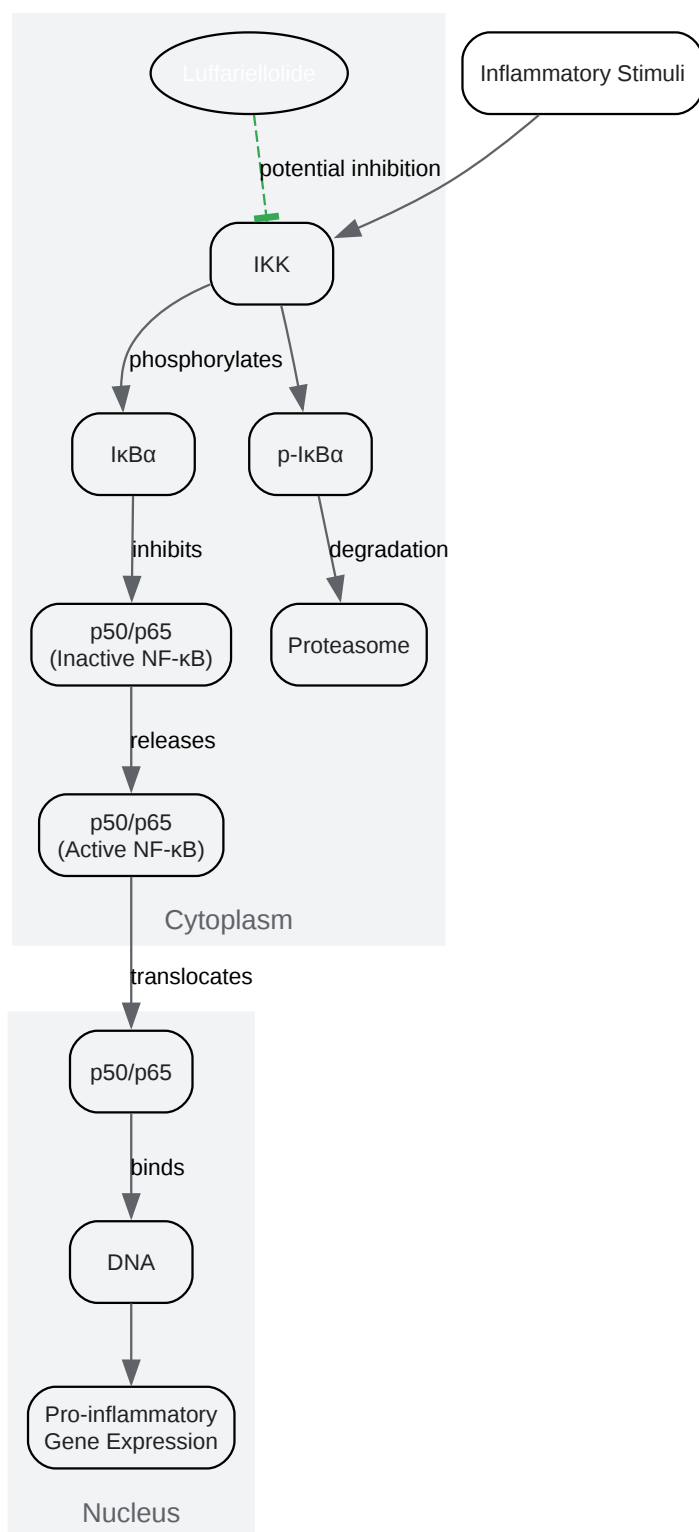 Luffariellolide
Inflammatory Stimuli
potential inhibition
IKK
phosphorylates
IκBα
p-IκBα
inhibits
degradation
p50/p65
(Inactive NF-κB)
Proteasome
releases
p50/p65
(Active NF-κB)
Cytoplasm
translocates
p50/p65
binds
DNA
Pro-inflammatory
Gene Expression
Nucleus